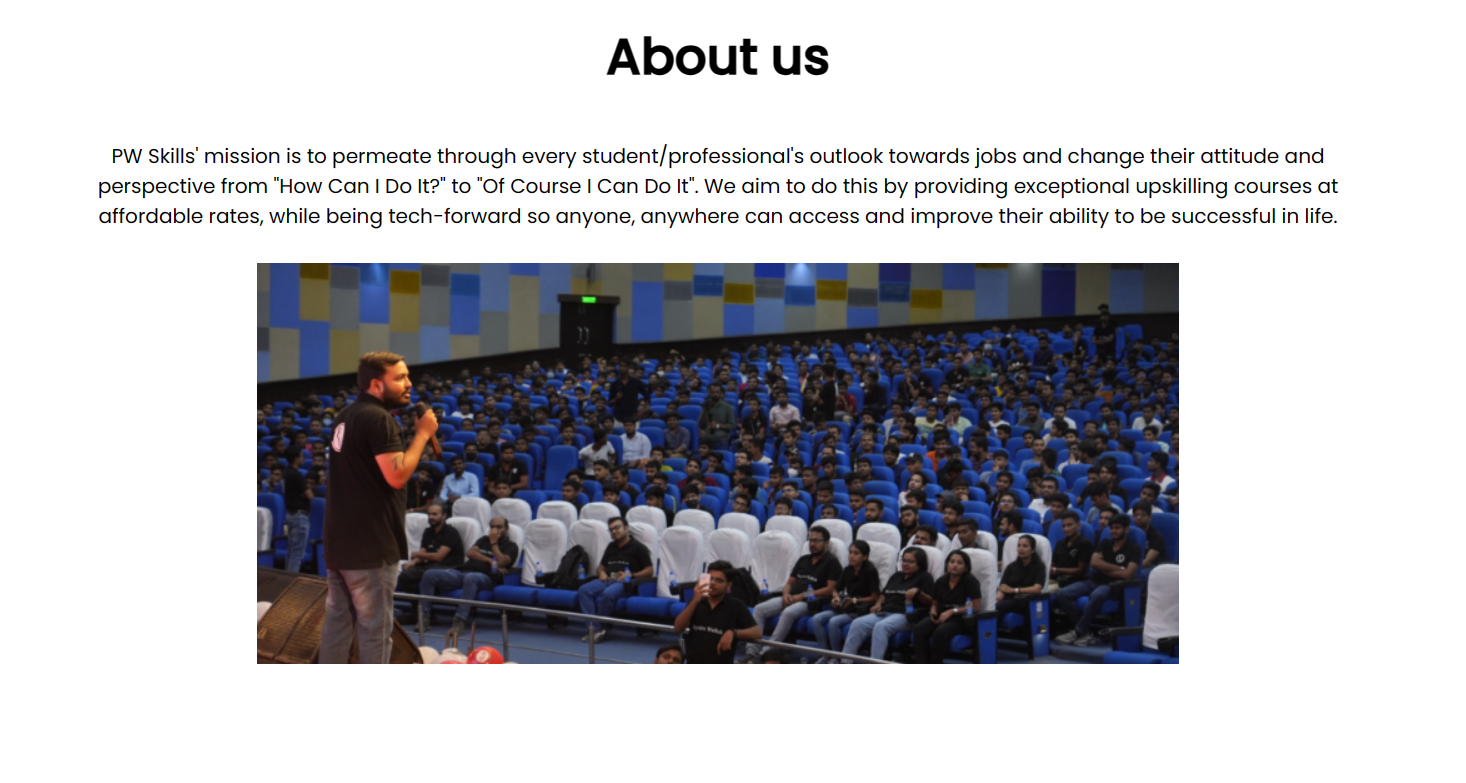 About us
PW Skills' mission is to permeate through every student/professional's outlook towards jobs and change their attitude and
perspective from "How Can I Do It?" to "Of Course I Can Do It". We aim to do this by providing exceptional upskilling courses at
affordable rates, while being tech-forward so anyone, anywhere can access and improve their ability to be successful in life.